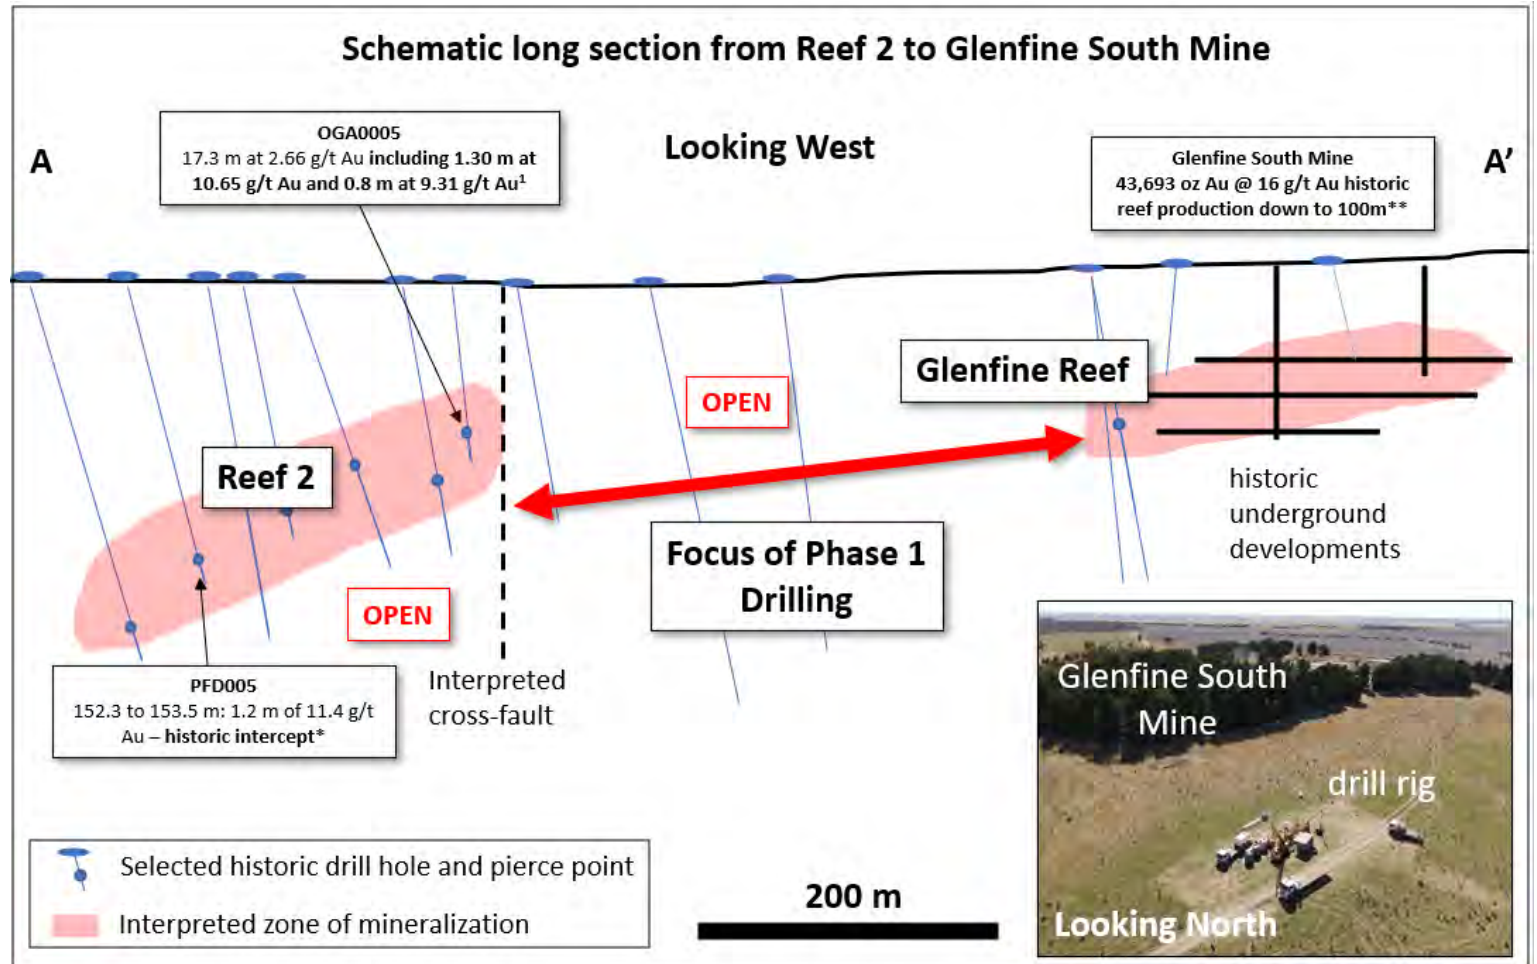 Schematic long section from Reef 2 to Glenfine South Mine
Looking West
A
A’
OGA0005
17.3 m at 2.66 g/t Au including 1.30 m at
10.65 g/t Au and 0.8 m at 9.31 g/t Au¹
Glenfine South Mine
43,693 oz Au @ 16 g/t Au historic
reef production down to 100m**
Glenfine Reef
OPEN
Reef 2
historic
underground
developments
Focus of Phase 1
Drilling
OPEN
Interpreted
cross-fault
PFD005
152.3 to 153.5 m: 1.2 m of 11.4 g/t
Au – historic intercept*
Glenfine South
Mine
drill rig
Looking North
Selected historic drill hole and pierce point
Interpreted zone of mineralization
200 m